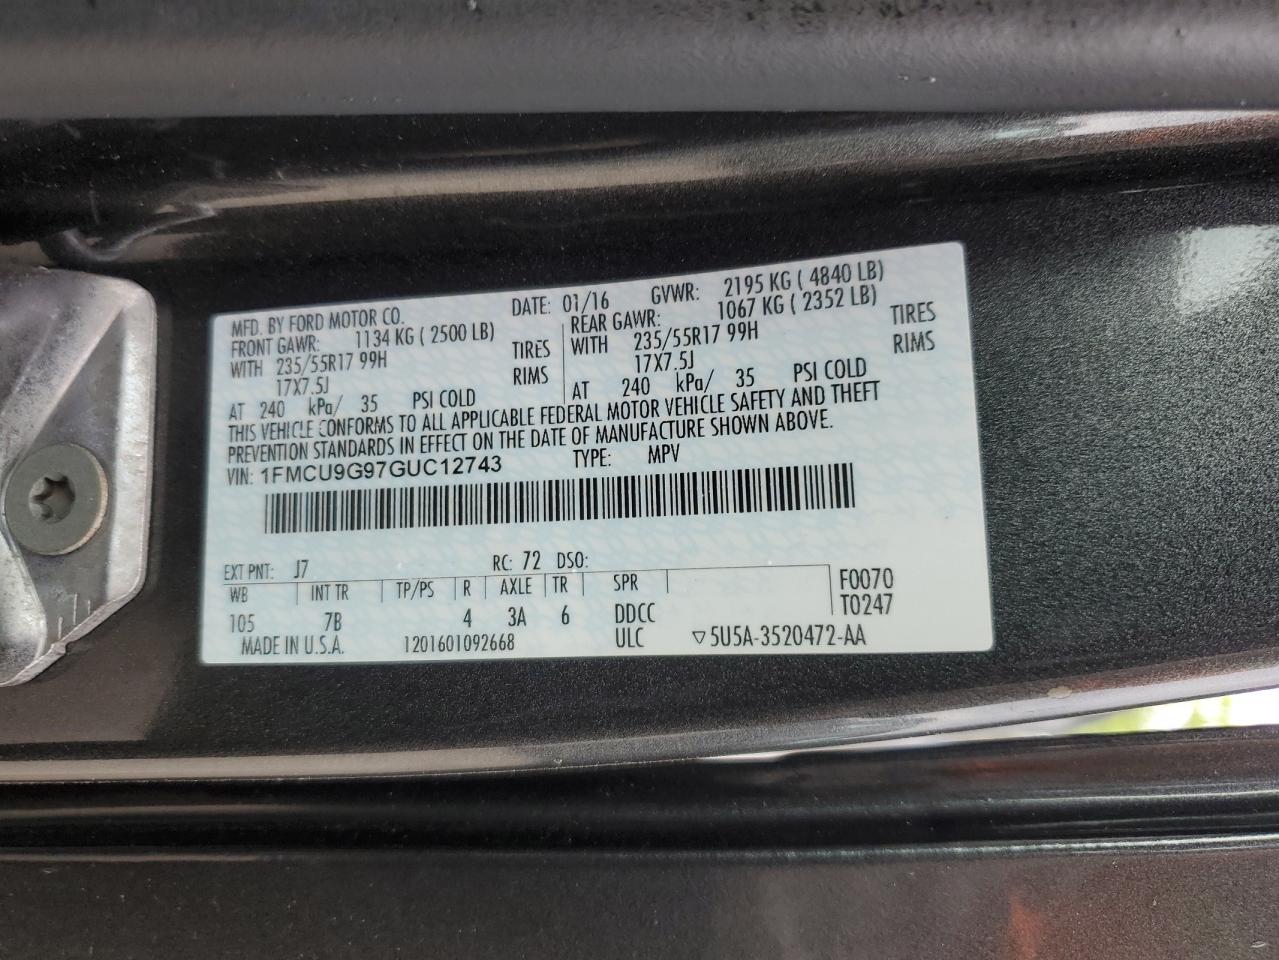 MFD. BY FORD MOTOR CO. DATE: 01/16 GVWR: 2195 KG ( 4840 LB)
FRONT GAWR: 1134 KG ( 2500 LB) REAR GAWR: 1067 KG ( 2352 LB)
WITH 235/55R17 99H TIRES WITH 235/55R17 99H TIRES
17X7.5J RIMS 17X7.5J RIMS
AT 240 kPa/ 35 PSI COLD AT 240 kPa/ 35 PSI COLD
THIS VEHICLE CONFORMS TO ALL APPLICABLE FEDERAL MOTOR VEHICLE SAFETY AND THEFT
PREVENTION STANDARDS IN EFFECT ON THE DATE OF MANUFACTURE SHOWN ABOVE.
VIN: 1FMCU9G97GUC12743 TYPE: MPV
EXT PNT: J7 RC: 72 DSO:
WB INT TR TP/PS R AXLE TR SPR F0070
105 7B 4 3A 6 DDCC T0247
MADE IN U.S.A. 1201601092668 ULC ▽5U5A-3520472-AA